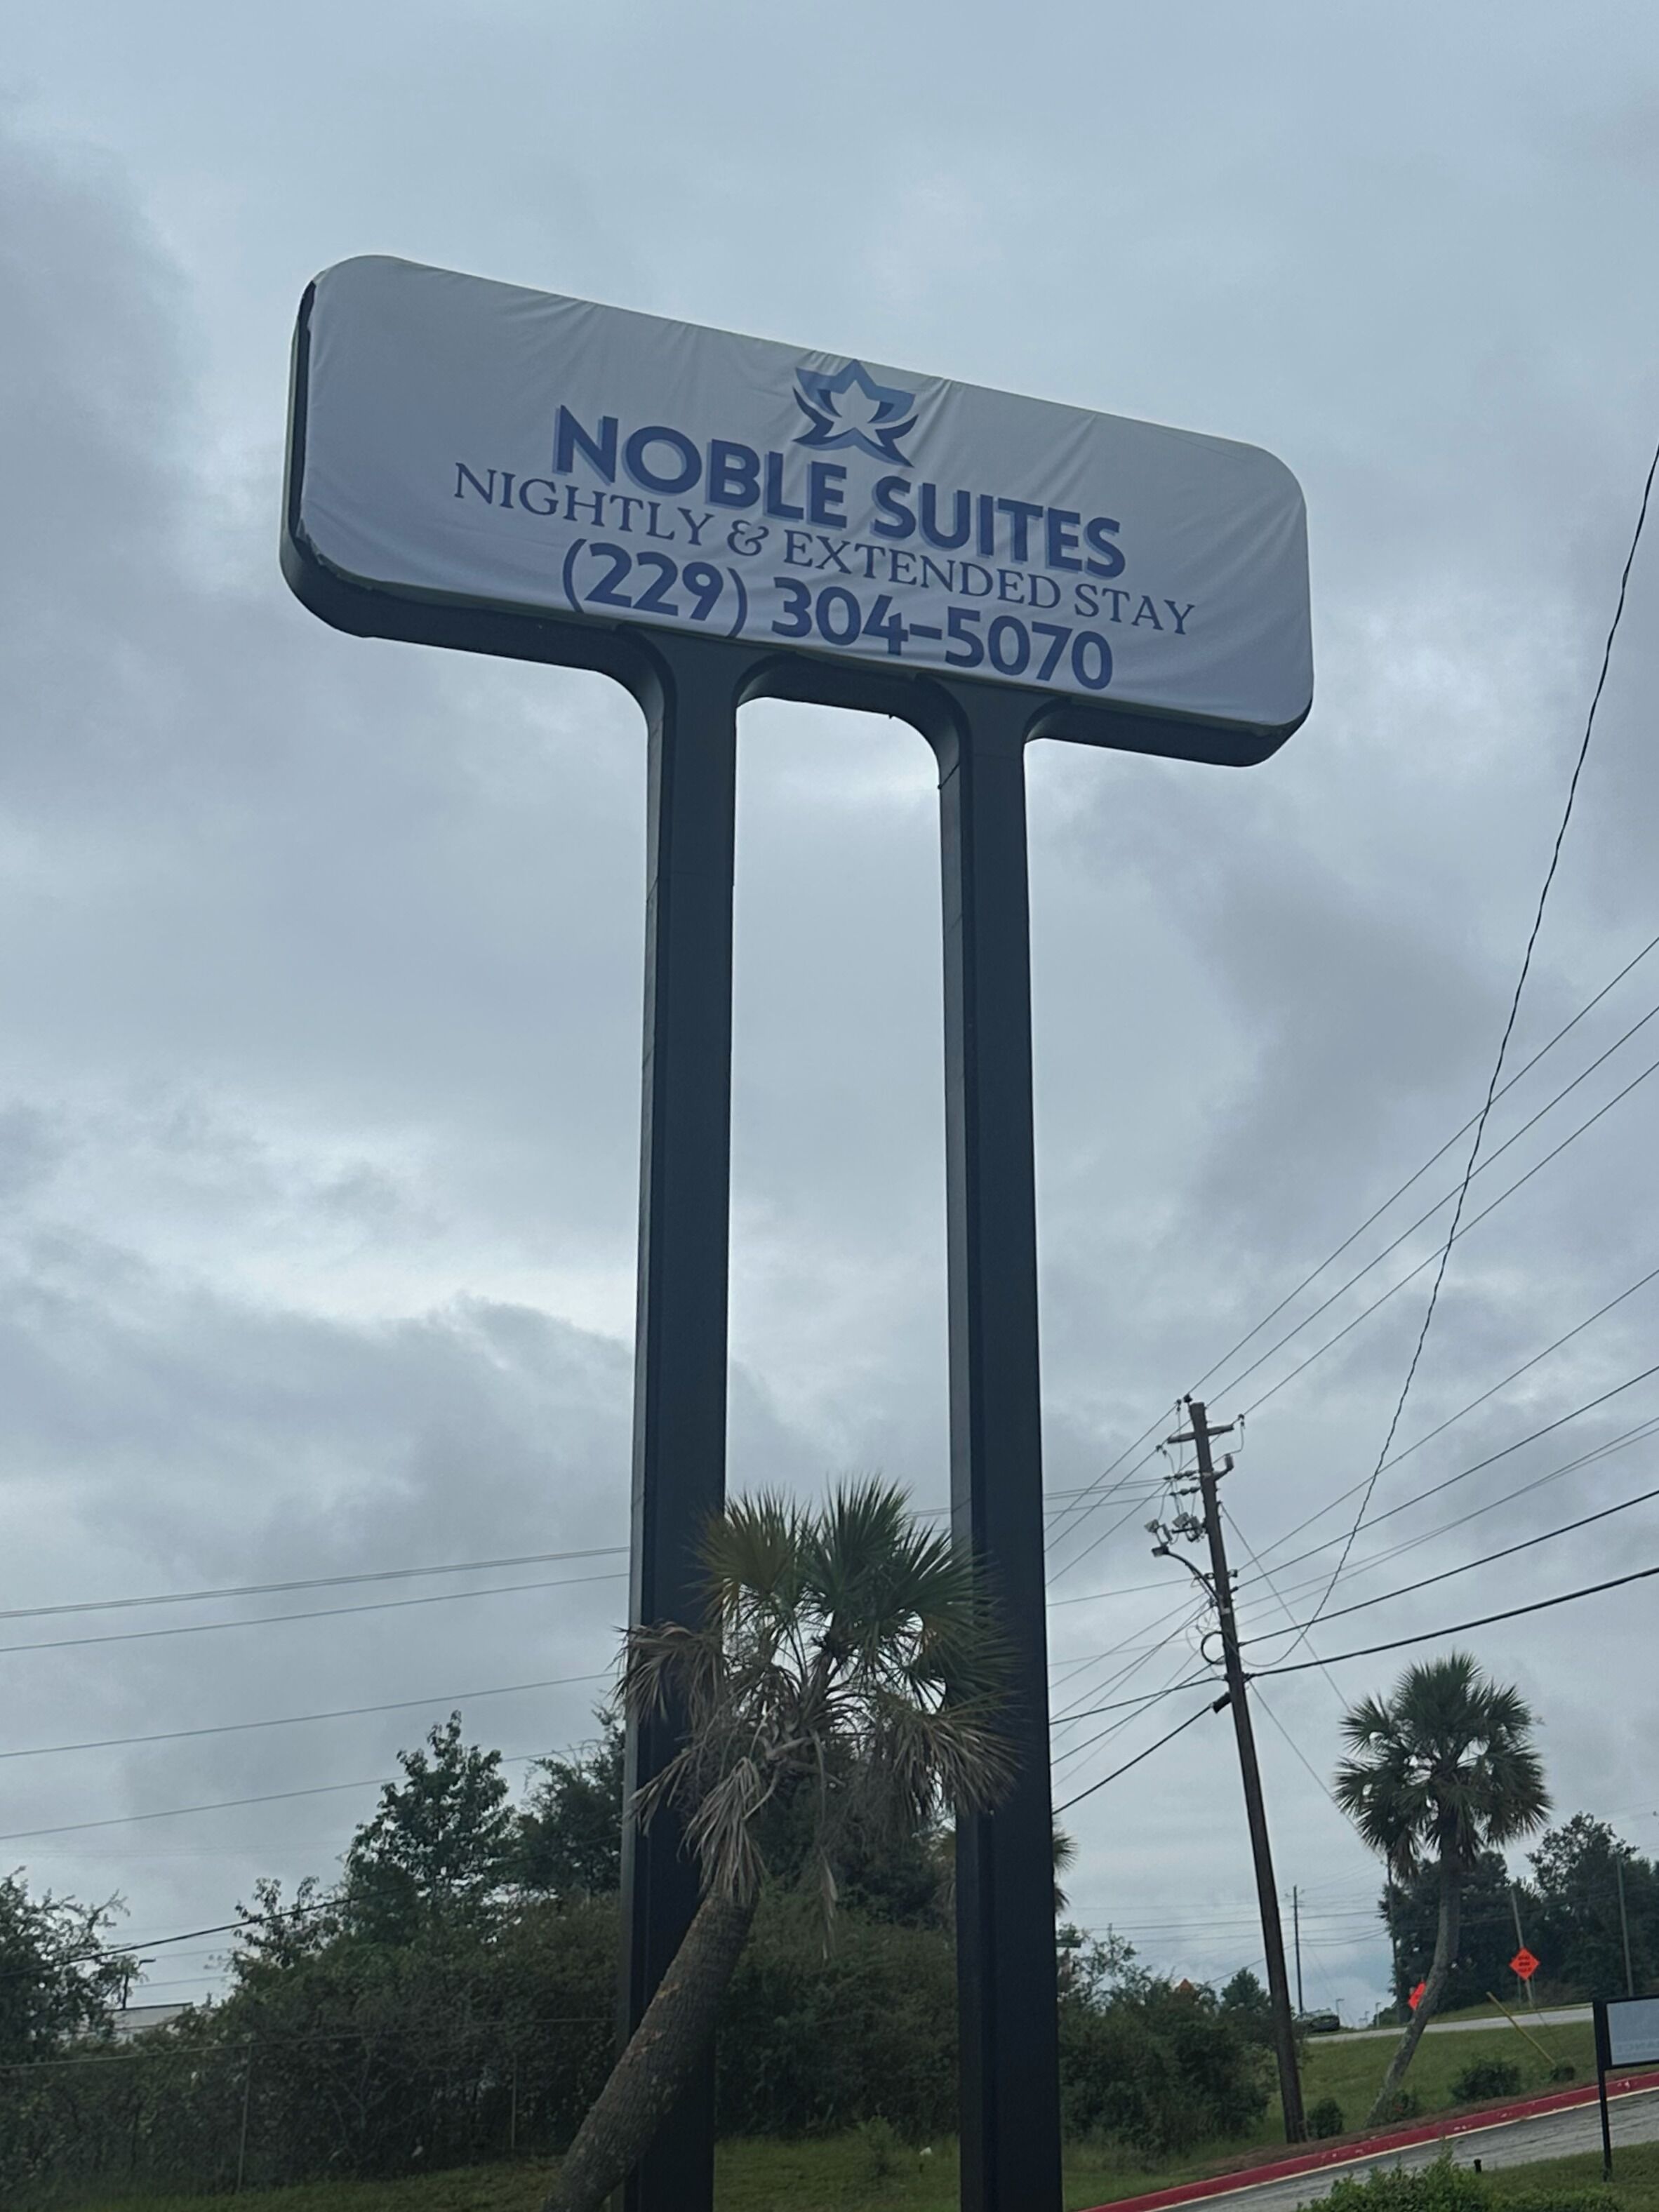 NOBLE SUITES
NIGHTLY & EXTENDED STAY
(229) 304-5070